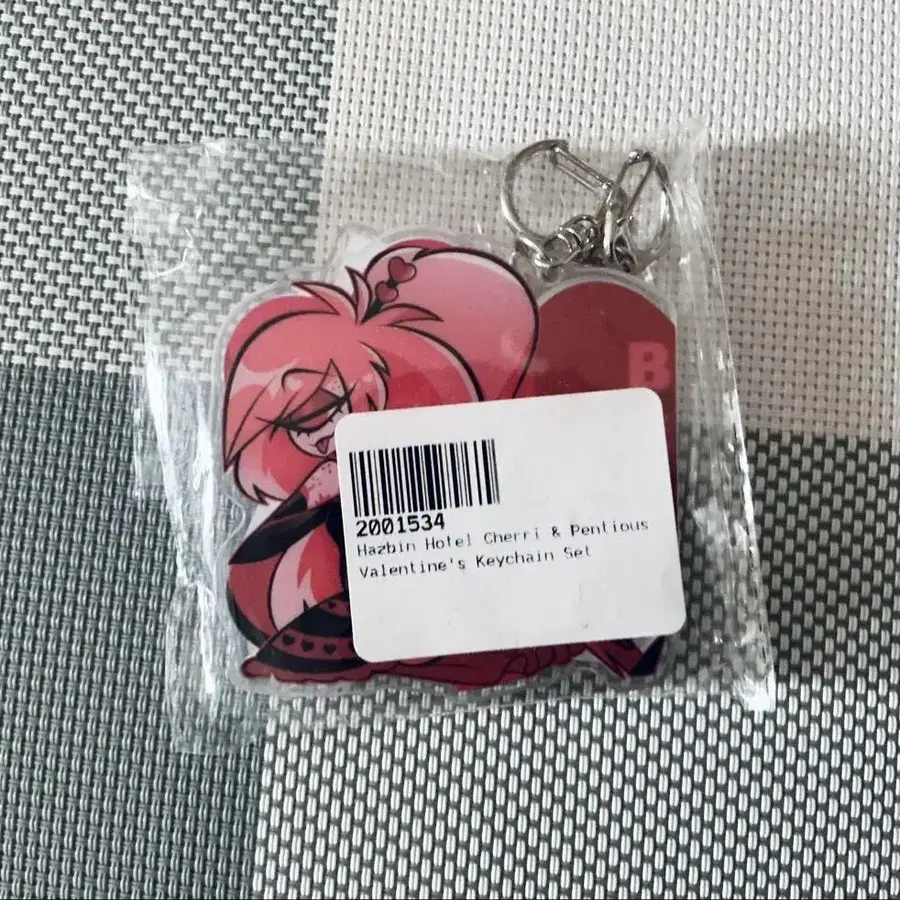 B
2001534
Hazbin Hotel Cherri & Pentious
Valentine's Keychain Set